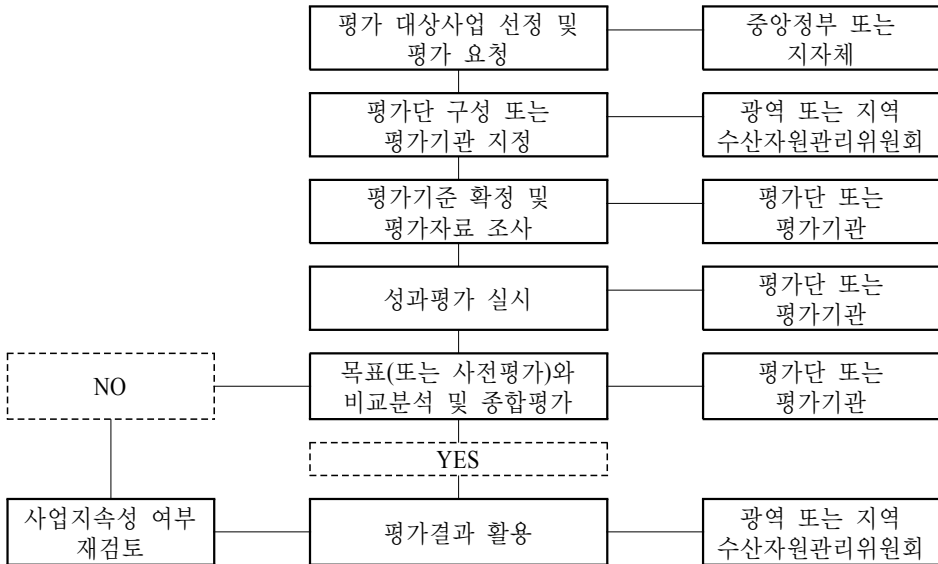 평가 대상사업 선정 및
평가 요청
중앙정부 또는
지자체
평가단 구성 또는
평가기관 지정
광역 또는 지역
수산자원관리위원회
평가기준 확정 및
평가자료 조사
평가단 또는
평가기관
성과평가 실시
평가단 또는
평가기관
NO
목표(또는 사전평가)와
비교분석 및 종합평가
평가단 또는
평가기관
YES
사업지속성 여부
재검토
평가결과 활용
광역 또는 지역
수산자원관리위원회